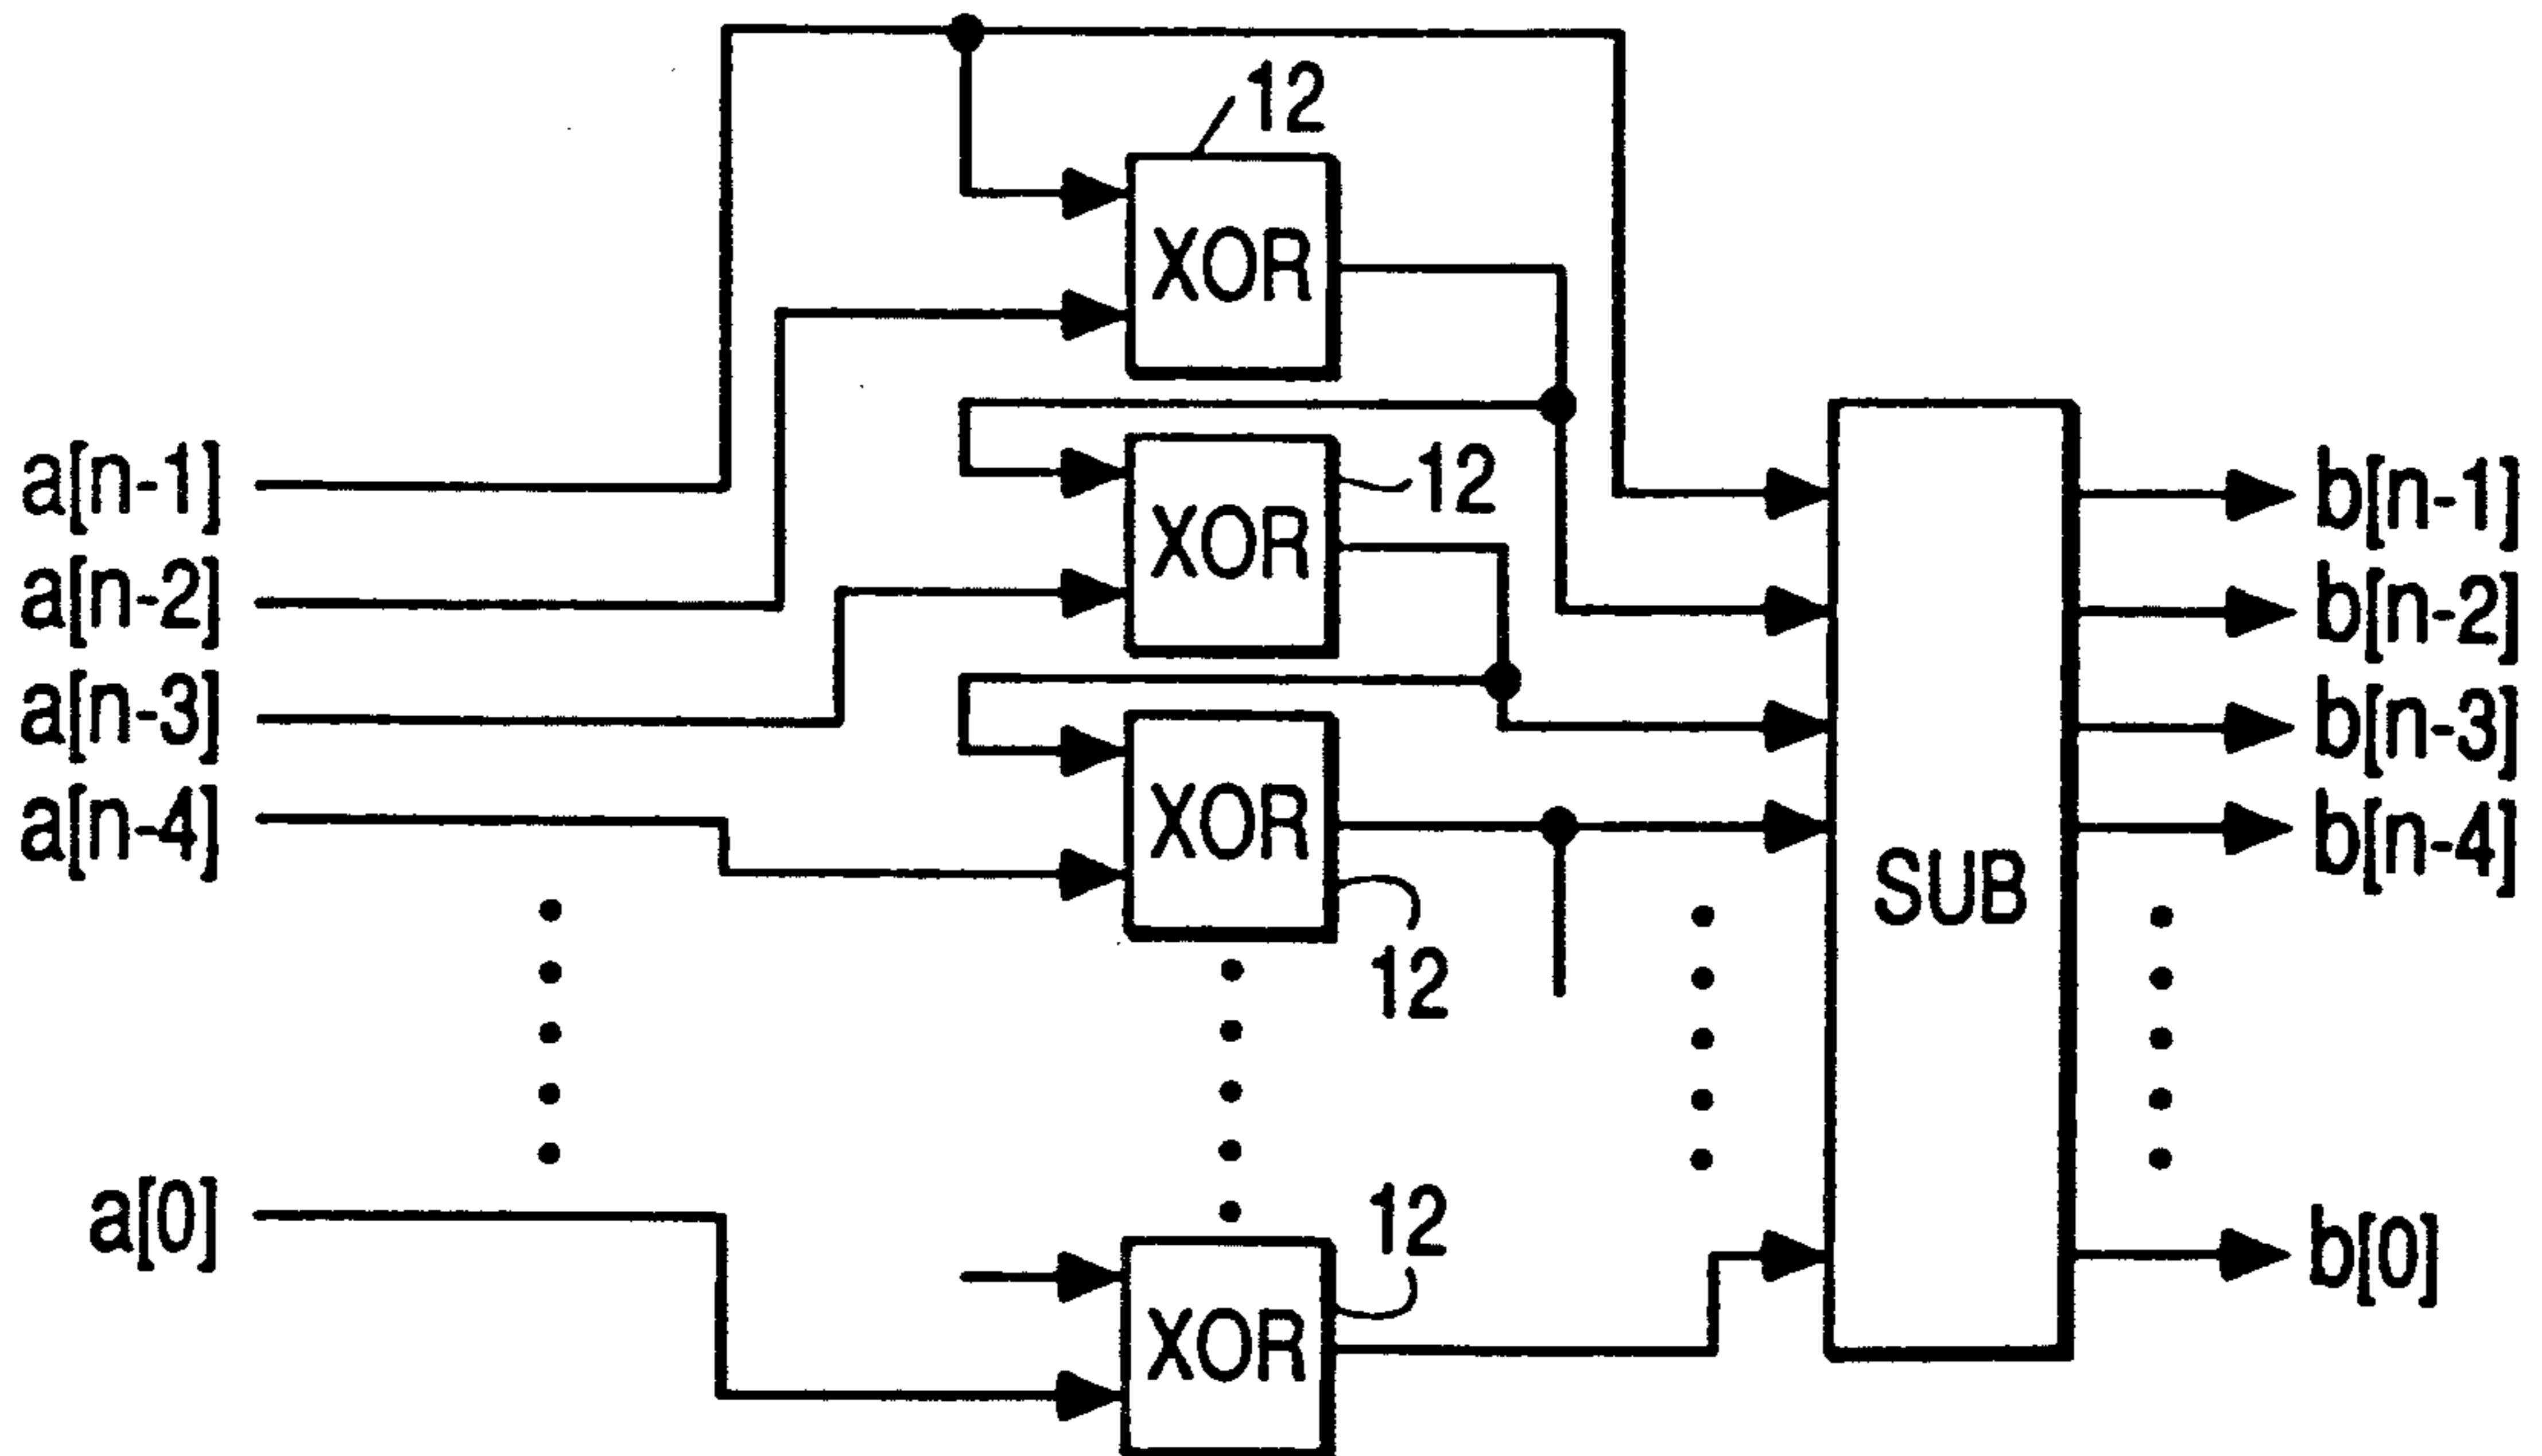 12
XOR
a[n-1]
12
b[n-1]
XOR
a[n-2]
b[n-2]
a[n-3]
b[n-3]
a[n-4]
XOR
b[n-4]
SUB
12
a[0]
12
b[0]
XOR